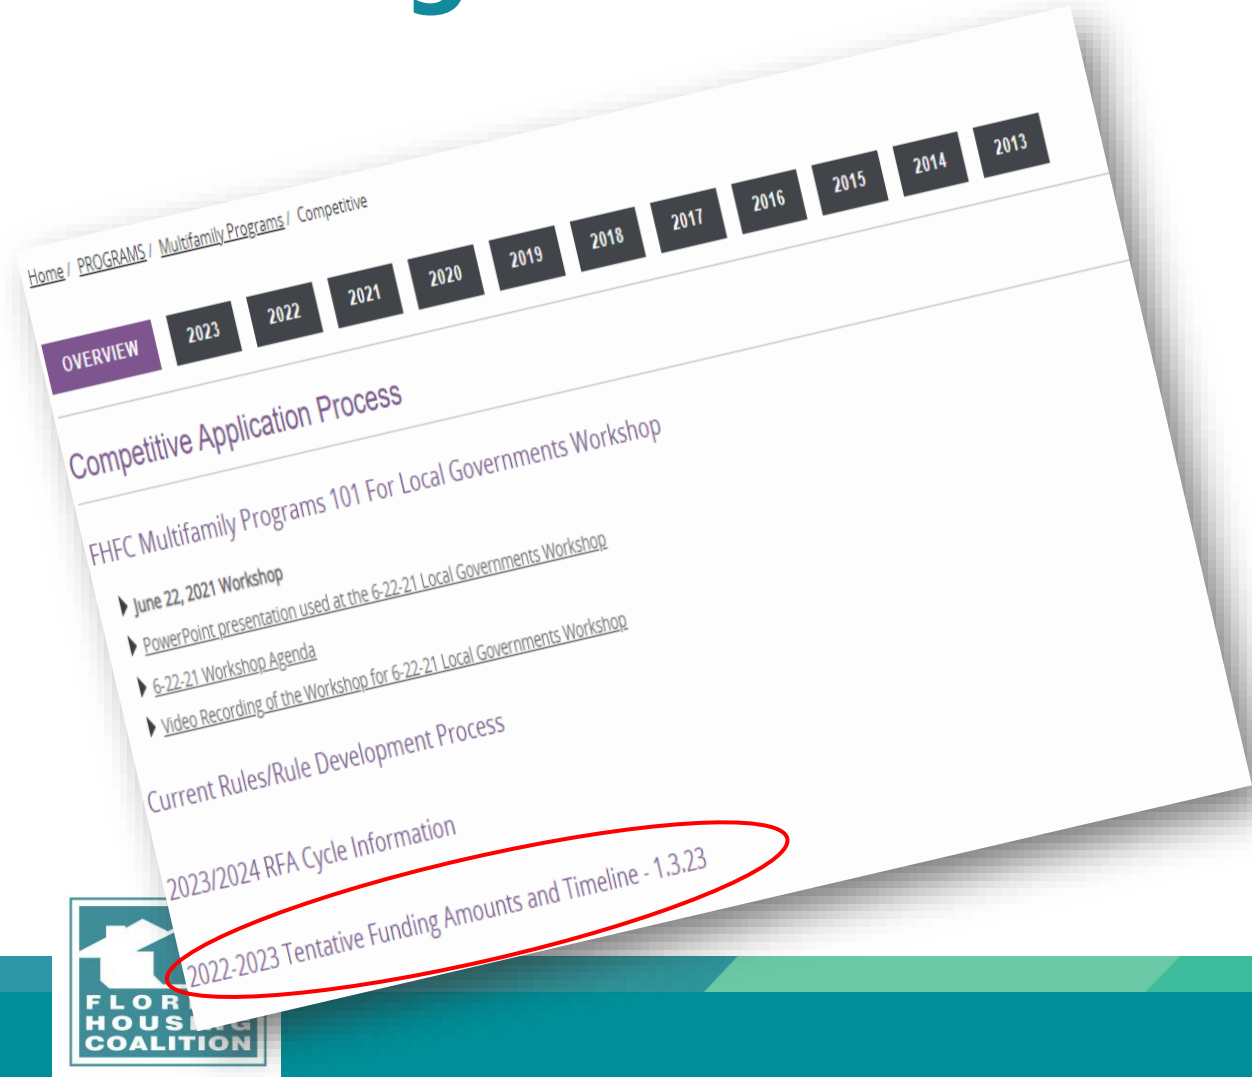 Home / PROGRAMS / Multifamily Programs / Competitive
OVERVIEW 2023 2022 2021 2020 2019 2018 2017 2016 2015 2014 2013
Competitive Application Process
FHFC Multifamily Programs 101 For Local Governments Workshop
June 22, 2021 Workshop
PowerPoint presentation used at the 6-22-21 Local Governments Workshop
6-22-21 Workshop Agenda
Video Recording of the Workshop for 6-22-21 Local Governments Workshop
Current Rules/Rule Development Process
2023/2024 RFA Cycle Information
2022-2023 Tentative Funding Amounts and Timeline - 1.3.23
HOUSING
COALITION